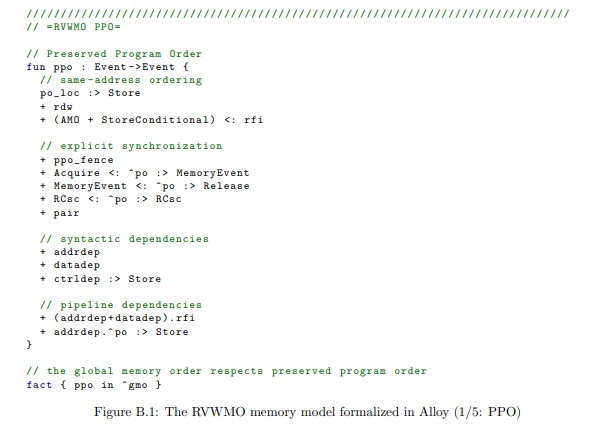 ////////////////////////////////////////////////////////////////////////////////
// =RVWMO PPO=
// Preserved Program Order
fun ppo : Event->Event {
// same-address ordering
po_loc :> Store
+ rdw
+ (AMO + StoreConditional) <: rfi
// explicit synchronization
+ ppo_fence
+ Acquire <: ^po :> MemoryEvent
+ MemoryEvent <: ^po :> Release
+ RCsc <: ^po :> RCsc
+ pair
// syntactic dependencies
+ addrdep
+ datadep
+ ctrldep :> Store
// pipeline dependencies
+ (addrdep+datadep).rfi
+ addrdep.^po :> Store
}
// the global memory order respects preserved program order
fact { ppo in ^gmo }
Figure B.1: The RVWMO memory model formalized in Alloy (1/5: PPO)